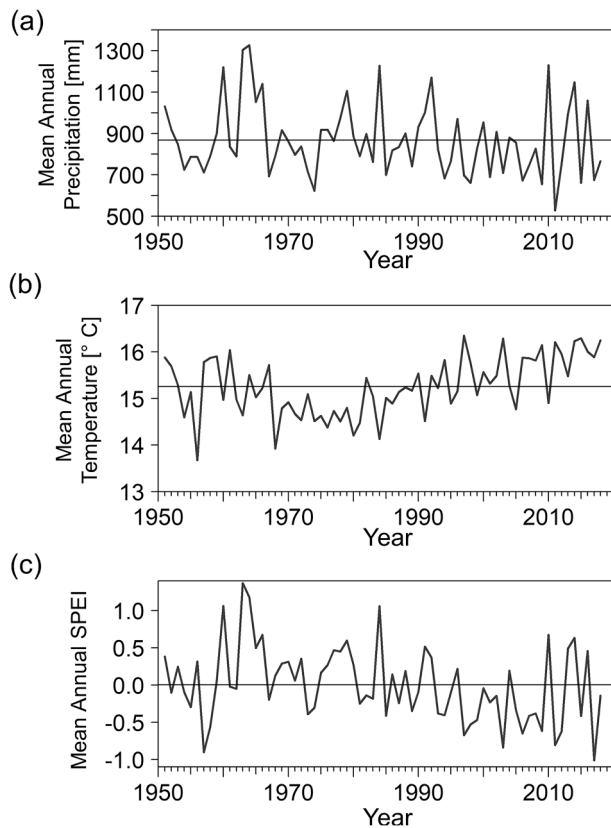 (a)
Mean Annual
Precipitation [mm]
1300
1100
900
700
500
1950
1970
1990
2010
Year
(b)
Mean Annual
Temperature [° C]
17
16
15
14
13
1950
1970
1990
2010
Year
(c)
Mean Annual SPEI
1.0
0.5
0.0
-0.5
-1.0
1950
1970
1990
2010
Year